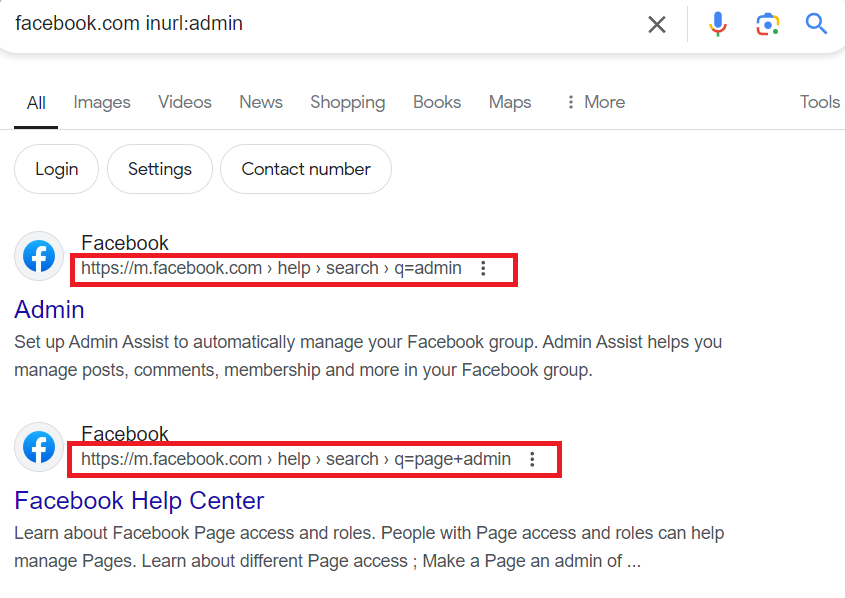 facebook.com inurl:admin
All Images Videos News Shopping Books Maps More Tools
Login Settings Contact number
Facebook
https://m.facebook.com › help › search › q=admin
Admin
Set up Admin Assist to automatically manage your Facebook group. Admin Assist helps you
manage posts, comments, membership and more in your Facebook group.
Facebook
https://m.facebook.com › help › search › q=page+admin
Facebook Help Center
Learn about Facebook Page access and roles. People with Page access and roles can help
manage Pages. Learn about different Page access ; Make a Page an admin of ...